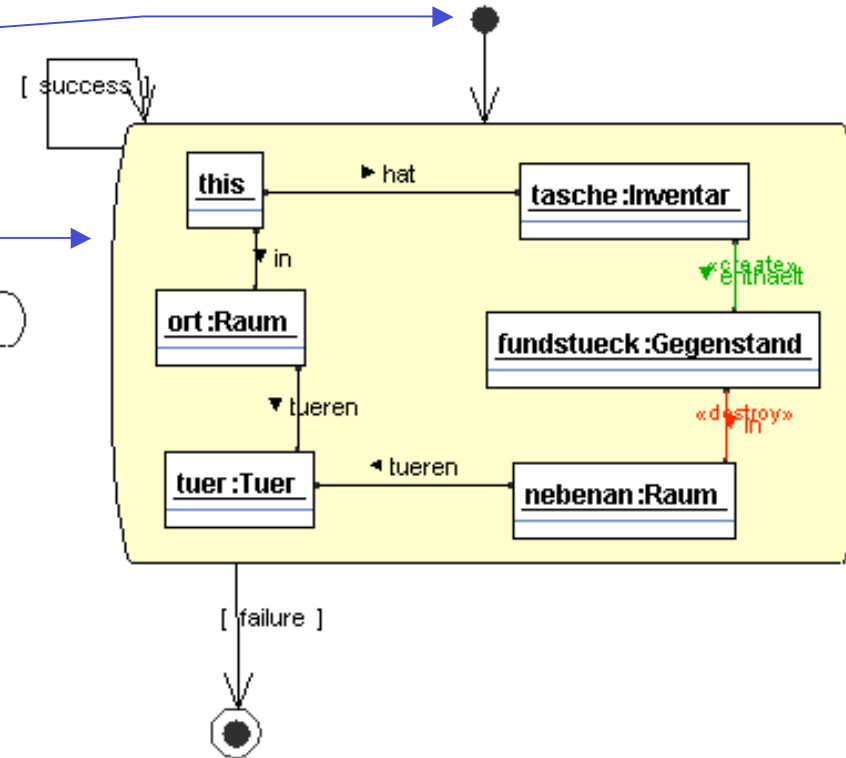 [ success ]
this
► hat
tasche :Inventar
▼ in
«create»
▼ enthaelt
ort :Raum
fundstueck :Gegenstand
▼ tueren
«destroy»
▼ in
tuer :Tuer
◄ tueren
nebenan :Raum
[ failure ]